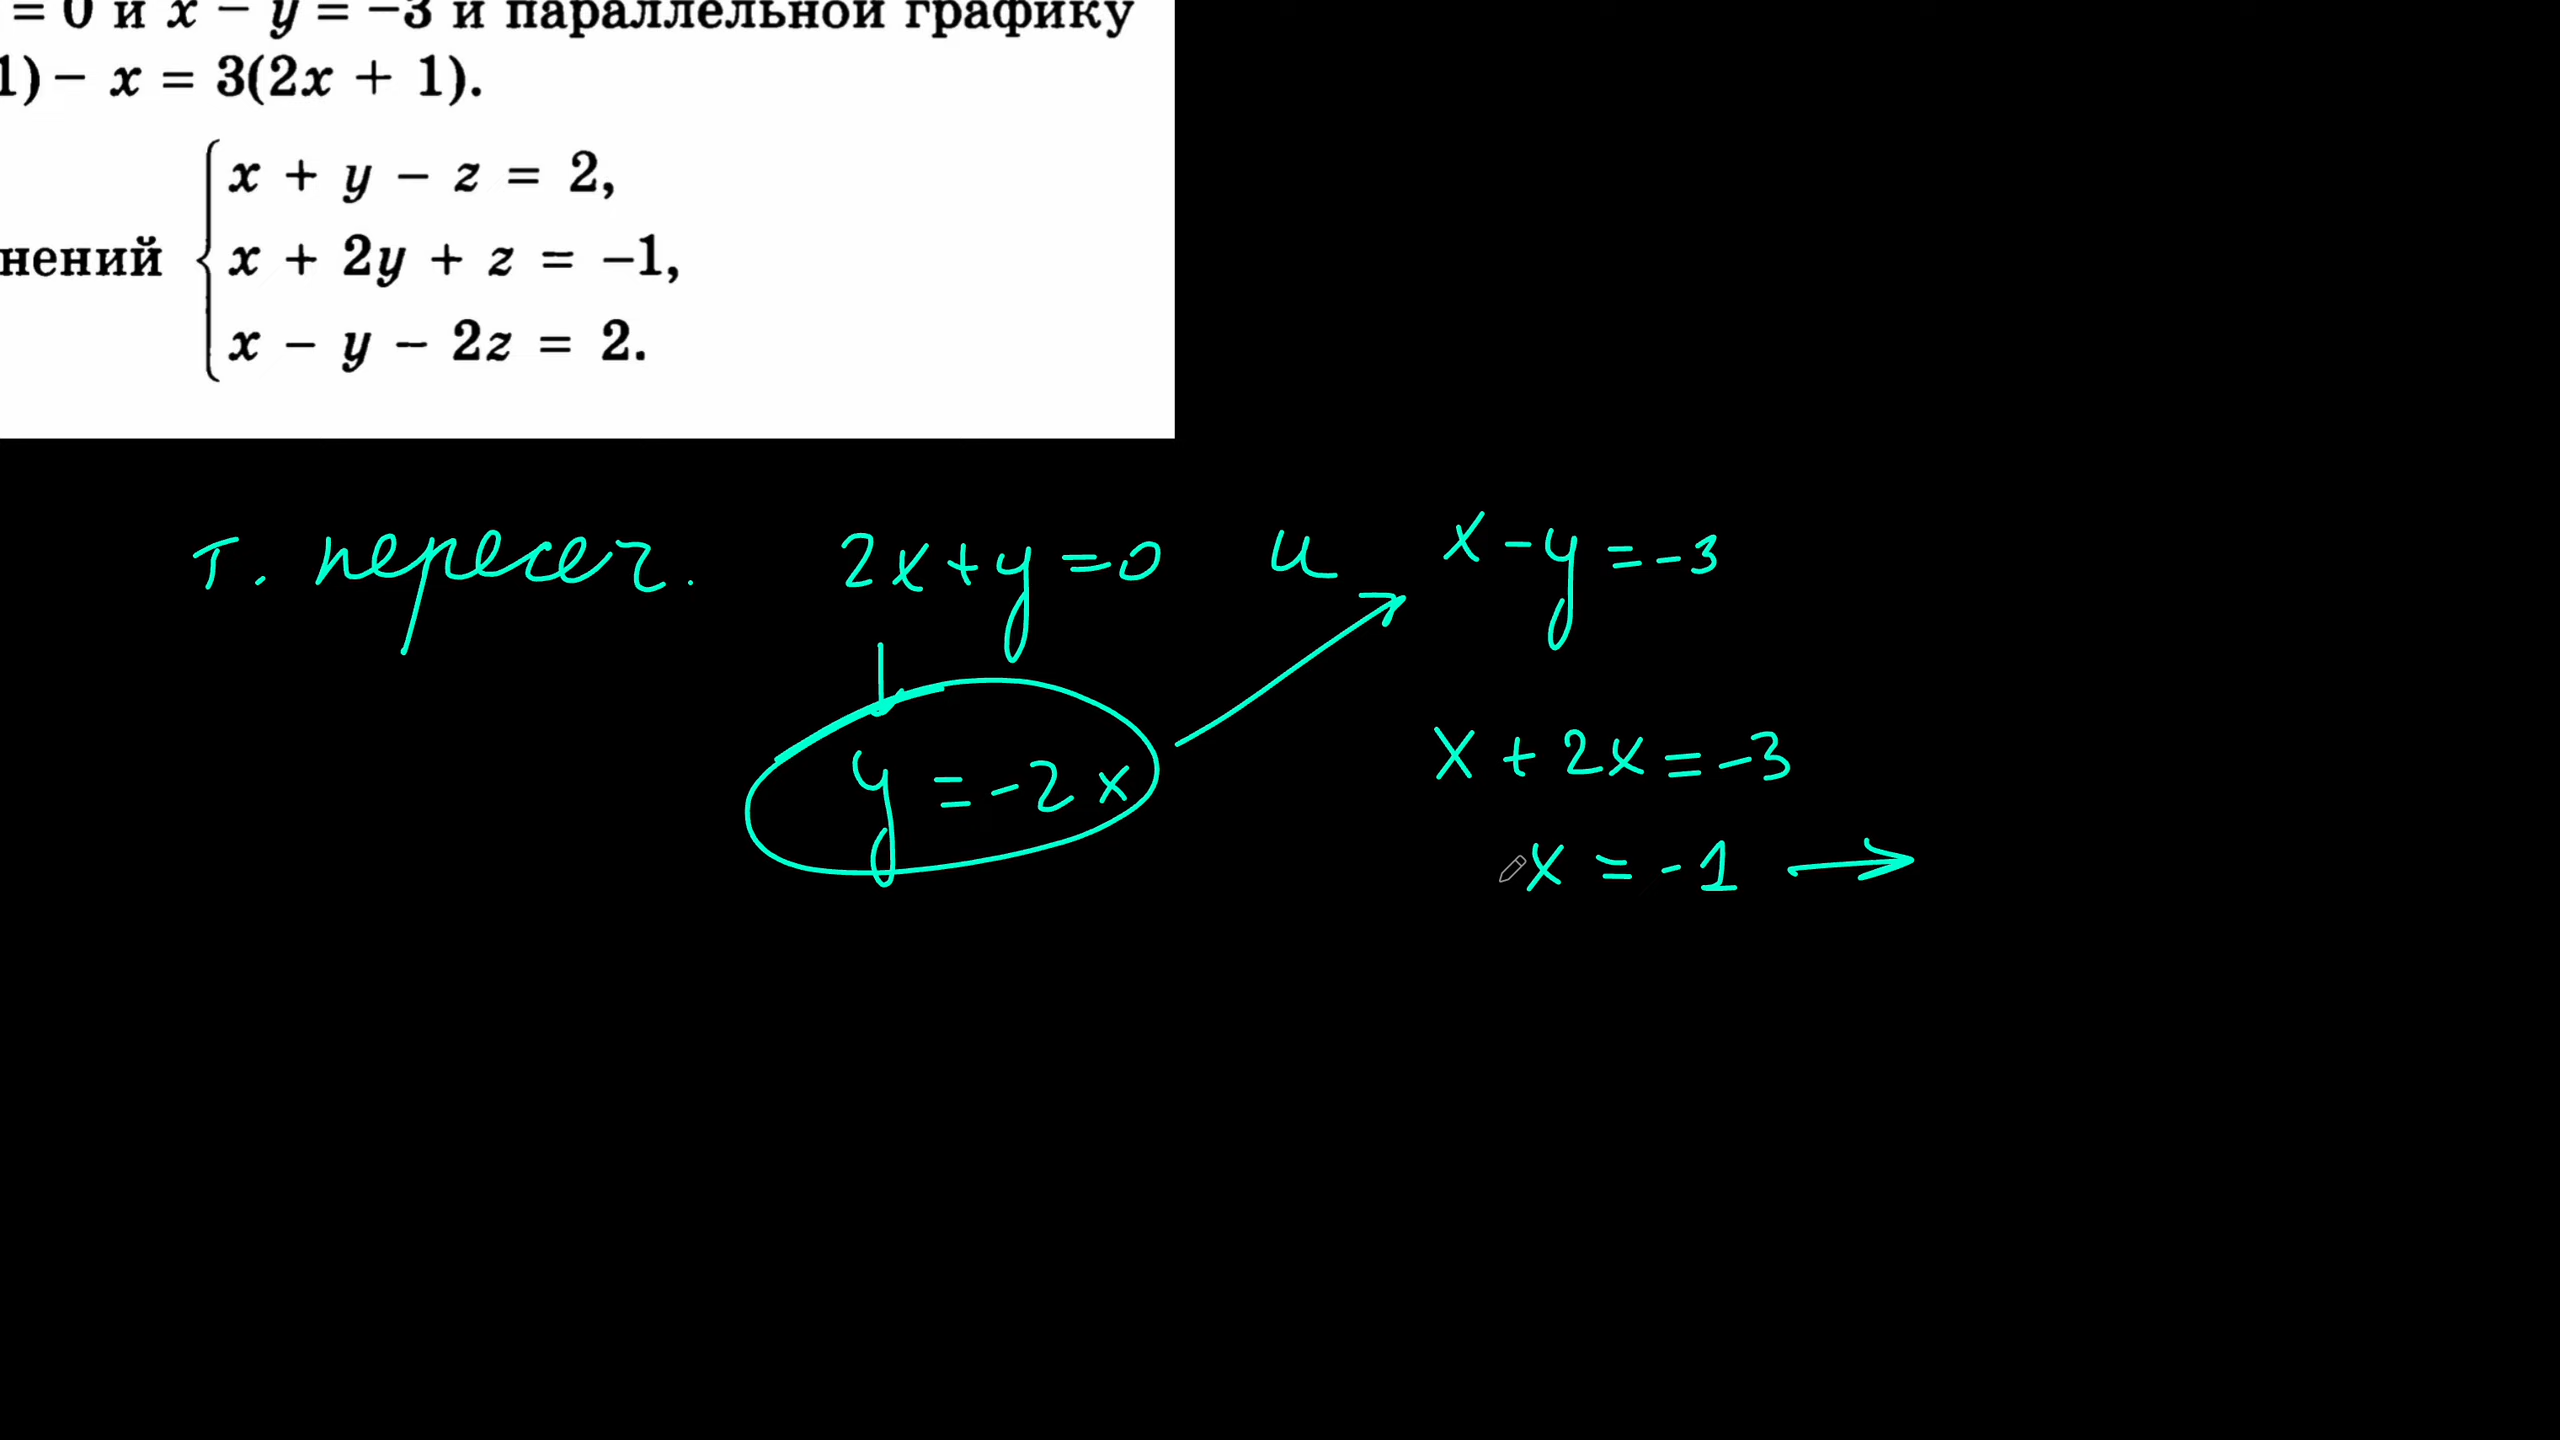 = 0 и x − y = −3 и параллельной графику
1) − x = 3(2x + 1).
x + y − z = 2,
нений { x + 2y + z = −1,
x − y − 2z = 2.
т. пересеч. 2x+y=0 и x-y=-3
y=-2x
x+2x=-3
x=-1 →